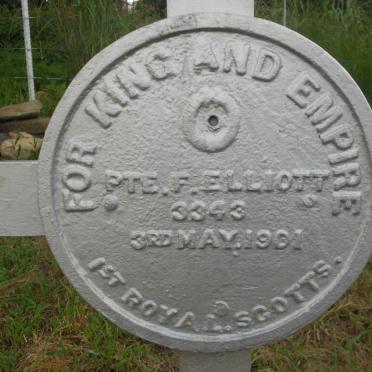 FOR KING AND EMPIRE
PTE. F. ELLIOTT
3343
3RD MAY. 1901
1ST ROYAL SCOTTS.